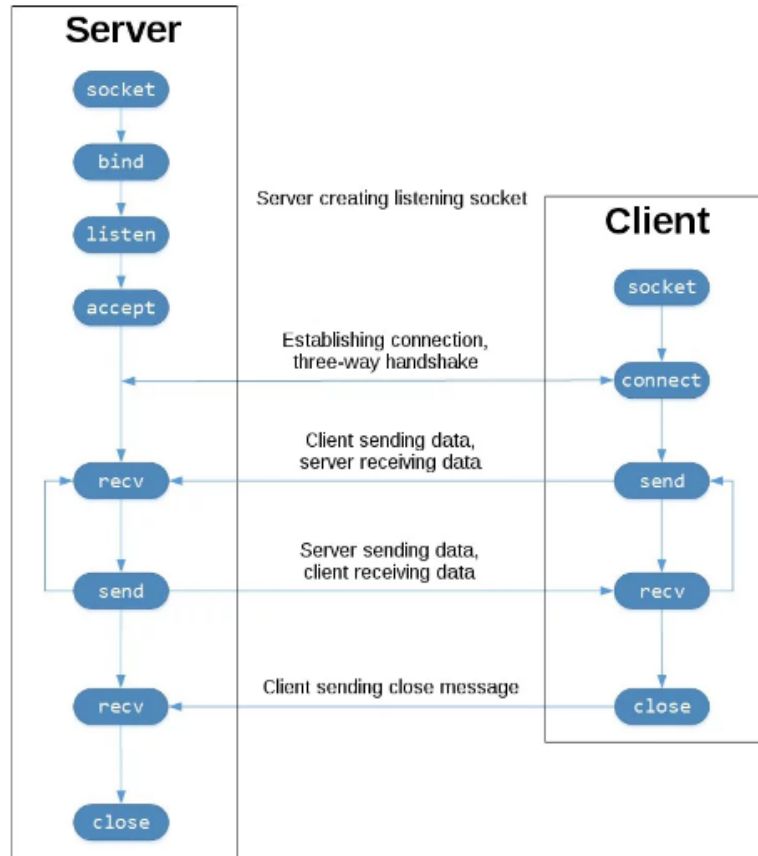 Server
socket
bind
Server creating listening socket
listen
Client
accept
socket
Establishing connection,
three-way handshake
connect
Client sending data,
server receiving data
recv
send
Server sending data,
client receiving data
send
recv
Client sending close message
recv
close
close